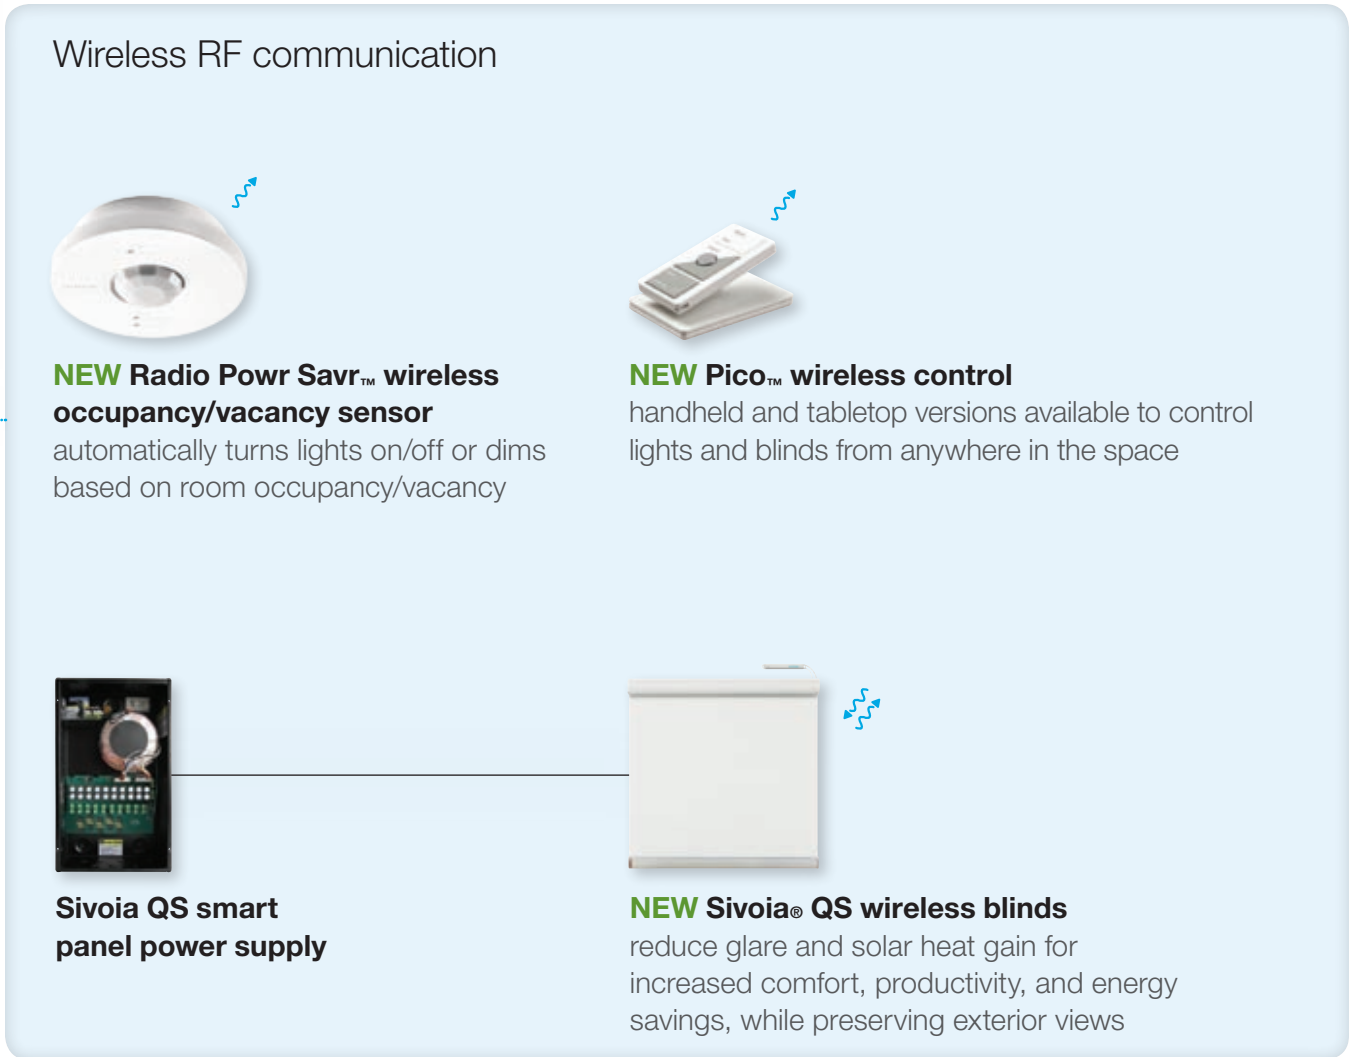 Wireless RF communication
NEW Radio Powr Savr™ wireless
occupancy/vacancy sensor
automatically turns lights on/off or dims
based on room occupancy/vacancy
NEW Pico™ wireless control
handheld and tabletop versions available to control
lights and blinds from anywhere in the space
Sivoia QS smart
panel power supply
NEW Sivoia® QS wireless blinds
reduce glare and solar heat gain for
increased comfort, productivity, and energy
savings, while preserving exterior views